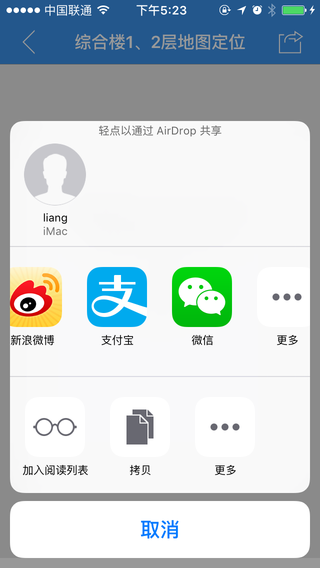 中国联通 下午5:23
综合楼1、2层地图定位
轻点以通过 AirDrop 共享
liang
iMac
新浪微博 支付宝 微信 更多
加入阅读列表 拷贝 更多
取消